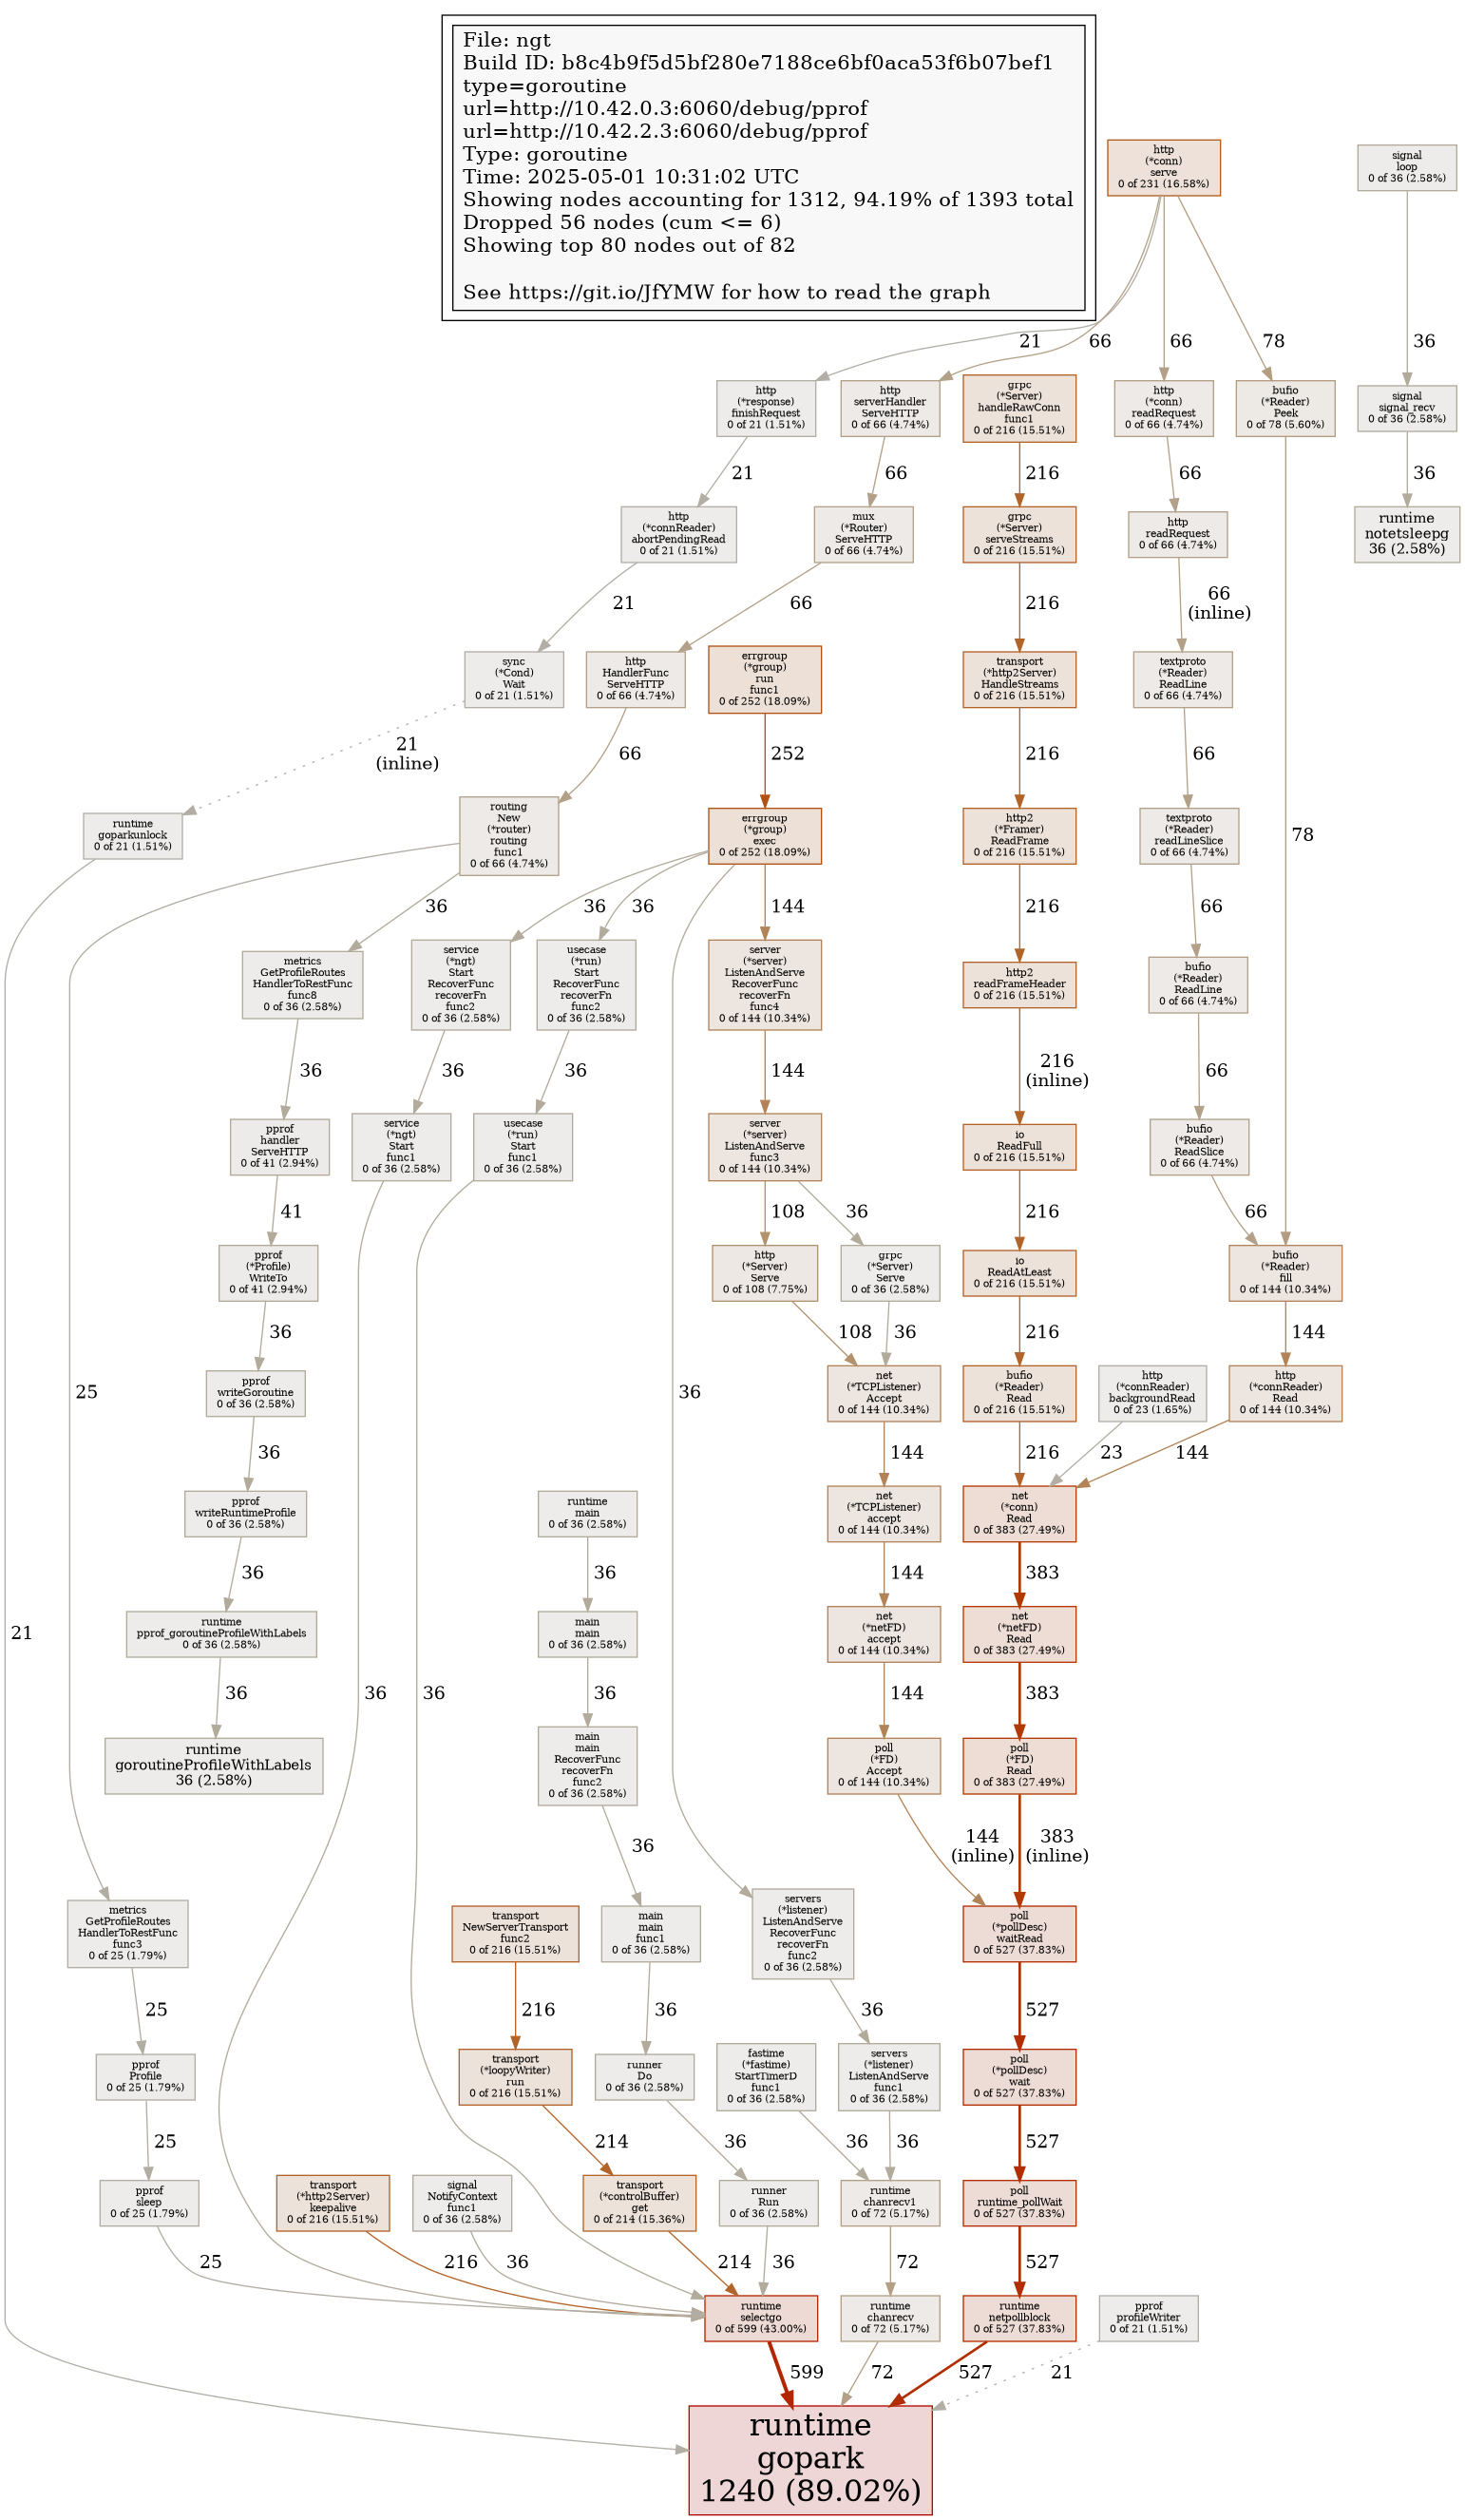 File: ngt
Build ID: b8c4b9f5d5bf280e7188ce6bf0aca53f6b07bef1
type=goroutine
url=http://10.42.0.3:6060/debug/pprof
url=http://10.42.2.3:6060/debug/pprof
Type: goroutine
Time: 2025-05-01 10:31:02 UTC
Showing nodes accounting for 1312, 94.19% of 1393 total
Dropped 56 nodes (cum <= 6)
Showing top 80 nodes out of 82
See https://git.io/JfYMW for how to read the graph
http
(*conn)
serve
0 of 231 (16.58%)
signal
loop
0 of 36 (2.58%)
21
66
66
78
36
http
(*response)
finishRequest
0 of 21 (1.51%)
http
serverHandler
ServeHTTP
0 of 66 (4.74%)
grpc
(*Server)
handleRawConn
func1
0 of 216 (15.51%)
http
(*conn)
readRequest
0 of 66 (4.74%)
bufio
(*Reader)
Peek
0 of 78 (5.60%)
signal
signal_recv
0 of 36 (2.58%)
21
66
216
66
36
http
(*connReader)
abortPendingRead
0 of 21 (1.51%)
mux
(*Router)
ServeHTTP
0 of 66 (4.74%)
grpc
(*Server)
serveStreams
0 of 216 (15.51%)
http
readRequest
0 of 66 (4.74%)
runtime
notetsleepg
36 (2.58%)
21
66
216
66
(inline)
sync
(*Cond)
Wait
0 of 21 (1.51%)
http
HandlerFunc
ServeHTTP
0 of 66 (4.74%)
errgroup
(*group)
run
func1
0 of 252 (18.09%)
transport
(*http2Server)
HandleStreams
0 of 216 (15.51%)
textproto
(*Reader)
ReadLine
0 of 66 (4.74%)
21
(inline)
66
252
216
66
runtime
goparkunlock
0 of 21 (1.51%)
routing
New
(*router)
routing
func1
0 of 66 (4.74%)
errgroup
(*group)
exec
0 of 252 (18.09%)
http2
(*Framer)
ReadFrame
0 of 216 (15.51%)
textproto
(*Reader)
readLineSlice
0 of 66 (4.74%)
78
36
36
36
144
216
66
metrics
GetProfileRoutes
HandlerToRestFunc
func8
0 of 36 (2.58%)
service
(*ngt)
Start
RecoverFunc
recoverFn
func2
0 of 36 (2.58%)
usecase
(*run)
Start
RecoverFunc
recoverFn
func2
0 of 36 (2.58%)
server
(*server)
ListenAndServe
RecoverFunc
recoverFn
func4
0 of 144 (10.34%)
http2
readFrameHeader
0 of 216 (15.51%)
bufio
(*Reader)
ReadLine
0 of 66 (4.74%)
36
36
36
144
216
(inline)
66
pprof
handler
ServeHTTP
0 of 41 (2.94%)
service
(*ngt)
Start
func1
0 of 36 (2.58%)
usecase
(*run)
Start
func1
0 of 36 (2.58%)
server
(*server)
ListenAndServe
func3
0 of 144 (10.34%)
io
ReadFull
0 of 216 (15.51%)
bufio
(*Reader)
ReadSlice
0 of 66 (4.74%)
41
108
36
216
66
pprof
(*Profile)
WriteTo
0 of 41 (2.94%)
http
(*Server)
Serve
0 of 108 (7.75%)
grpc
(*Server)
Serve
0 of 36 (2.58%)
io
ReadAtLeast
0 of 216 (15.51%)
bufio
(*Reader)
fill
0 of 144 (10.34%)
36
108
36
216
144
pprof
writeGoroutine
0 of 36 (2.58%)
25
36
net
(*TCPListener)
Accept
0 of 144 (10.34%)
bufio
(*Reader)
Read
0 of 216 (15.51%)
http
(*connReader)
backgroundRead
0 of 23 (1.65%)
http
(*connReader)
Read
0 of 144 (10.34%)
36
144
216
23
144
pprof
writeRuntimeProfile
0 of 36 (2.58%)
runtime
main
0 of 36 (2.58%)
net
(*TCPListener)
accept
0 of 144 (10.34%)
net
(*conn)
Read
0 of 383 (27.49%)
36
36
144
383
21
runtime
pprof_goroutineProfileWithLabels
0 of 36 (2.58%)
main
main
0 of 36 (2.58%)
net
(*netFD)
accept
0 of 144 (10.34%)
net
(*netFD)
Read
0 of 383 (27.49%)
36
36
36
36
144
383
runtime
goroutineProfileWithLabels
36 (2.58%)
main
main
RecoverFunc
recoverFn
func2
0 of 36 (2.58%)
poll
(*FD)
Accept
0 of 144 (10.34%)
poll
(*FD)
Read
0 of 383 (27.49%)
36
144
(inline)
383
(inline)
metrics
GetProfileRoutes
HandlerToRestFunc
func3
0 of 25 (1.79%)
transport
NewServerTransport
func2
0 of 216 (15.51%)
main
main
func1
0 of 36 (2.58%)
servers
(*listener)
ListenAndServe
RecoverFunc
recoverFn
func2
0 of 36 (2.58%)
poll
(*pollDesc)
waitRead
0 of 527 (37.83%)
25
216
36
36
527
pprof
Profile
0 of 25 (1.79%)
transport
(*loopyWriter)
run
0 of 216 (15.51%)
runner
Do
0 of 36 (2.58%)
fastime
(*fastime)
StartTimerD
func1
0 of 36 (2.58%)
servers
(*listener)
ListenAndServe
func1
0 of 36 (2.58%)
poll
(*pollDesc)
wait
0 of 527 (37.83%)
25
214
36
36
36
527
pprof
sleep
0 of 25 (1.79%)
transport
(*http2Server)
keepalive
0 of 216 (15.51%)
signal
NotifyContext
func1
0 of 36 (2.58%)
transport
(*controlBuffer)
get
0 of 214 (15.36%)
runner
Run
0 of 36 (2.58%)
runtime
chanrecv1
0 of 72 (5.17%)
poll
runtime_pollWait
0 of 527 (37.83%)
25
216
36
214
36
72
527
runtime
selectgo
0 of 599 (43.00%)
runtime
chanrecv
0 of 72 (5.17%)
runtime
netpollblock
0 of 527 (37.83%)
pprof
profileWriter
0 of 21 (1.51%)
599
72
527
21
runtime
gopark
1240 (89.02%)